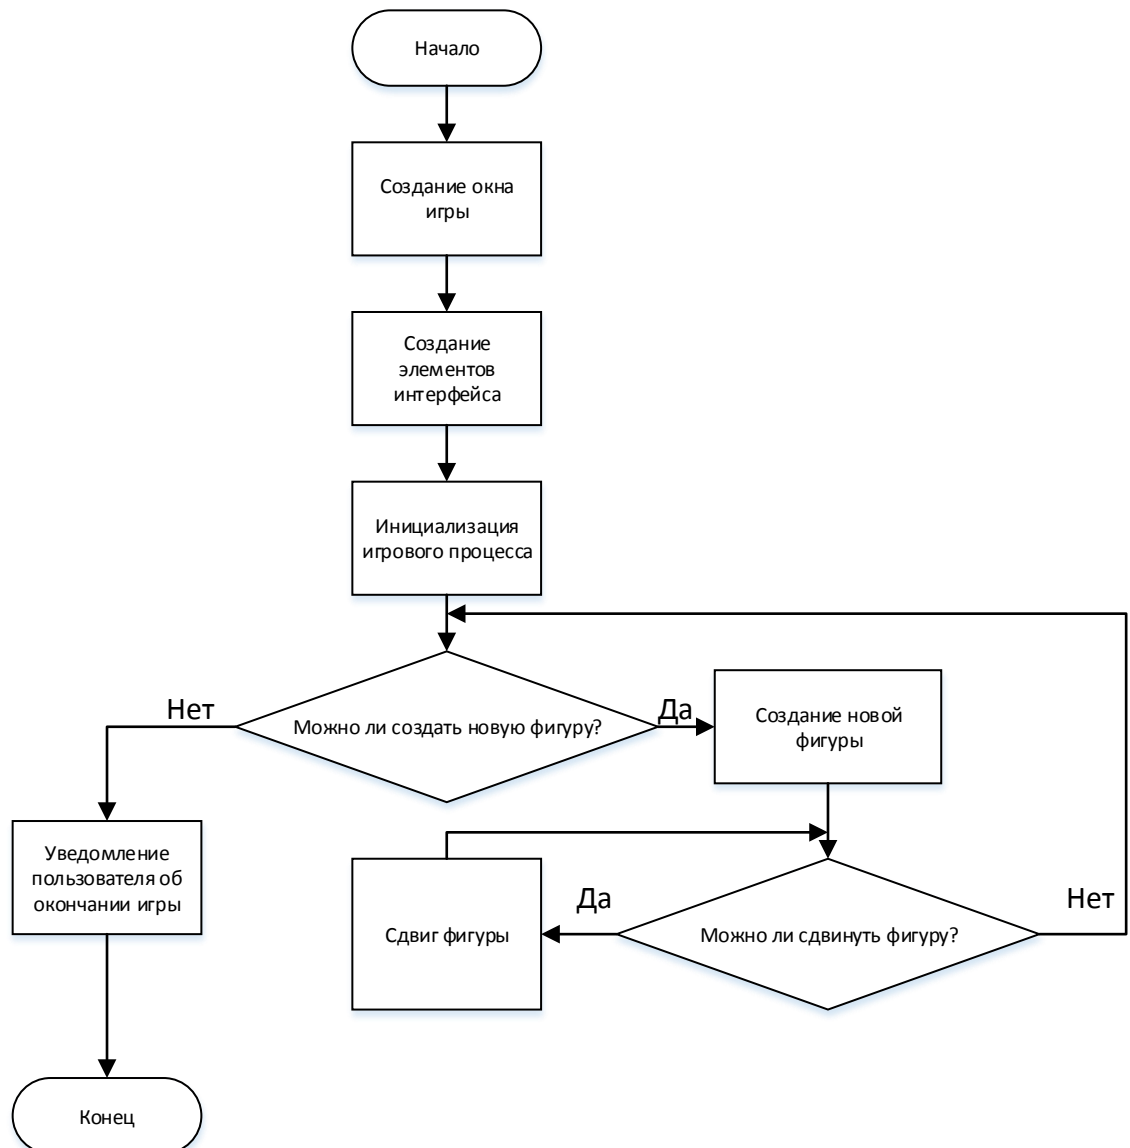 Начало
Создание окна
игры
Создание
элементов
интерфейса
Инициализация
игрового процесса
Нет
Можно ли создать новую фигуру?
Да
Создание новой
фигуры
Уведомление
пользователя об
окончании игры
Сдвиг фигуры
Да
Можно ли сдвинуть фигуру?
Нет
Конец